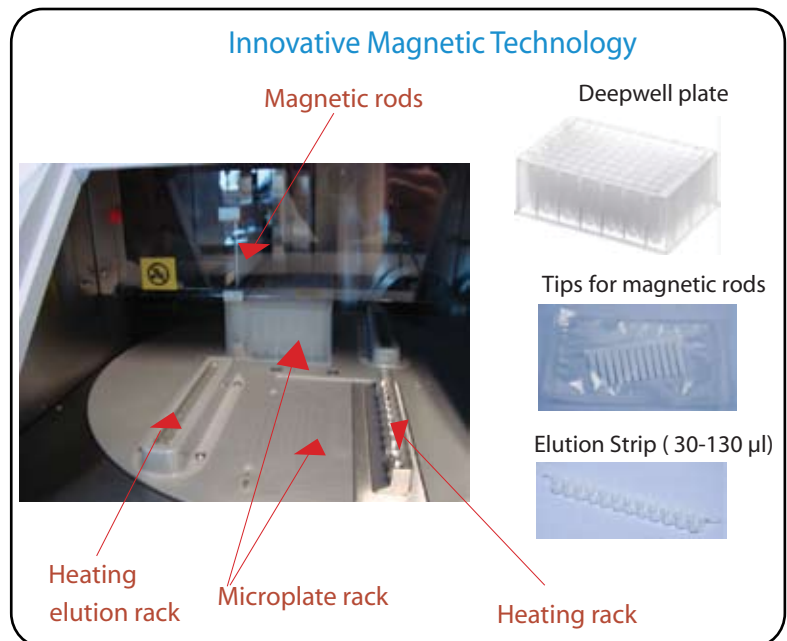 Innovative Magnetic Technology
Magnetic rods
Deepwell plate
Tips for magnetic rods
Elution Strip ( 30-130 µl)
Heating
elution rack
Microplate rack
Heating rack